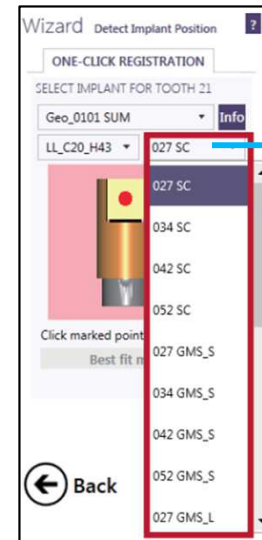 Wizard Detect Implant Position ?
ONE-CLICK REGISTRATION
SELECT IMPLANT FOR TOOTH 21
Geo_0101 SUM Info
LL_C20_H43 027 SC
027 SC
034 SC
042 SC
052 SC
Click marked point
027 GMS_S
Best fit
034 GMS_S
042 GMS_S
052 GMS_S
Back
027 GMS_L